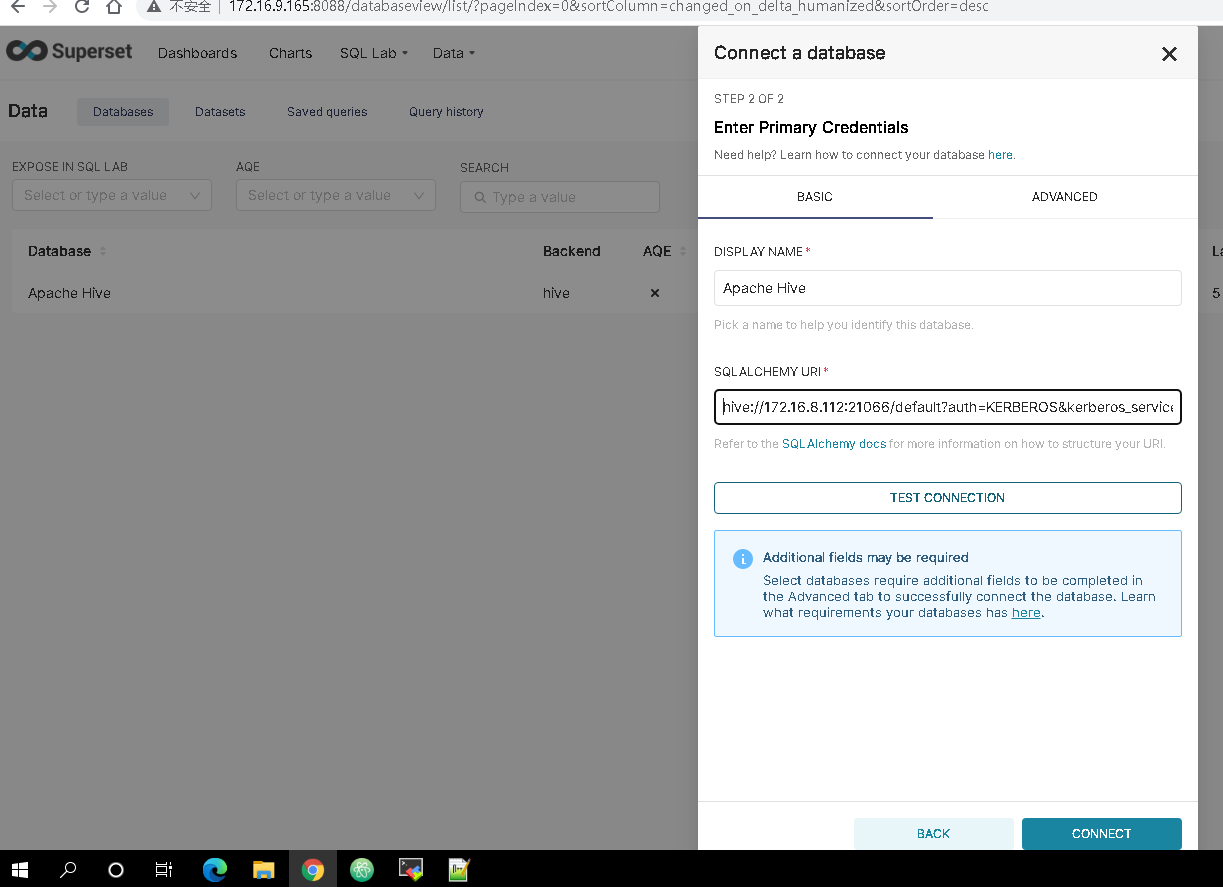 不安全 | 172.16.9.165:8088/databaseview/list/?pageIndex=0&sortColumn=changed_on_delta_humanized&sortOrder=desc
Superset Dashboards Charts SQL Lab Data
Data Databases Datasets Saved queries Query history
EXPOSE IN SQL LAB AQE SEARCH
Select or type a value Select or type a value Type a value
Database Backend AQE
Apache Hive hive
Connect a database
STEP 2 OF 2
Enter Primary Credentials
Need help? Learn how to connect your database here.
BASIC ADVANCED
DISPLAY NAME *
Apache Hive
Pick a name to help you identify this database.
SQLALCHEMY URI *
hive://172.16.8.112:21066/default?auth=KERBEROS&kerberos_service
Refer to the SQLAlchemy docs for more information on how to structure your URI.
TEST CONNECTION
Additional fields may be required
Select databases require additional fields to be completed in
the Advanced tab to successfully connect the database. Learn
what requirements your databases has here.
BACK CONNECT
5